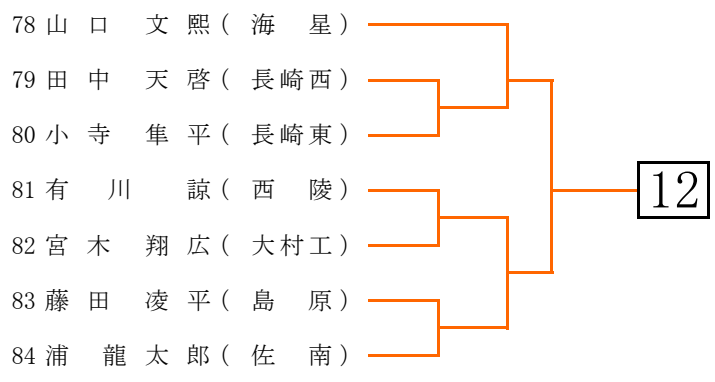 78 山口 文熙(海星)
79 田中 天啓(長崎西)
80 小寺 隼平(長崎東)
81 有川 諒(西陵)
12
82 宮木 翔広(大村工)
83 藤田 凌平(島原)
84 浦 龍太郎(佐南)